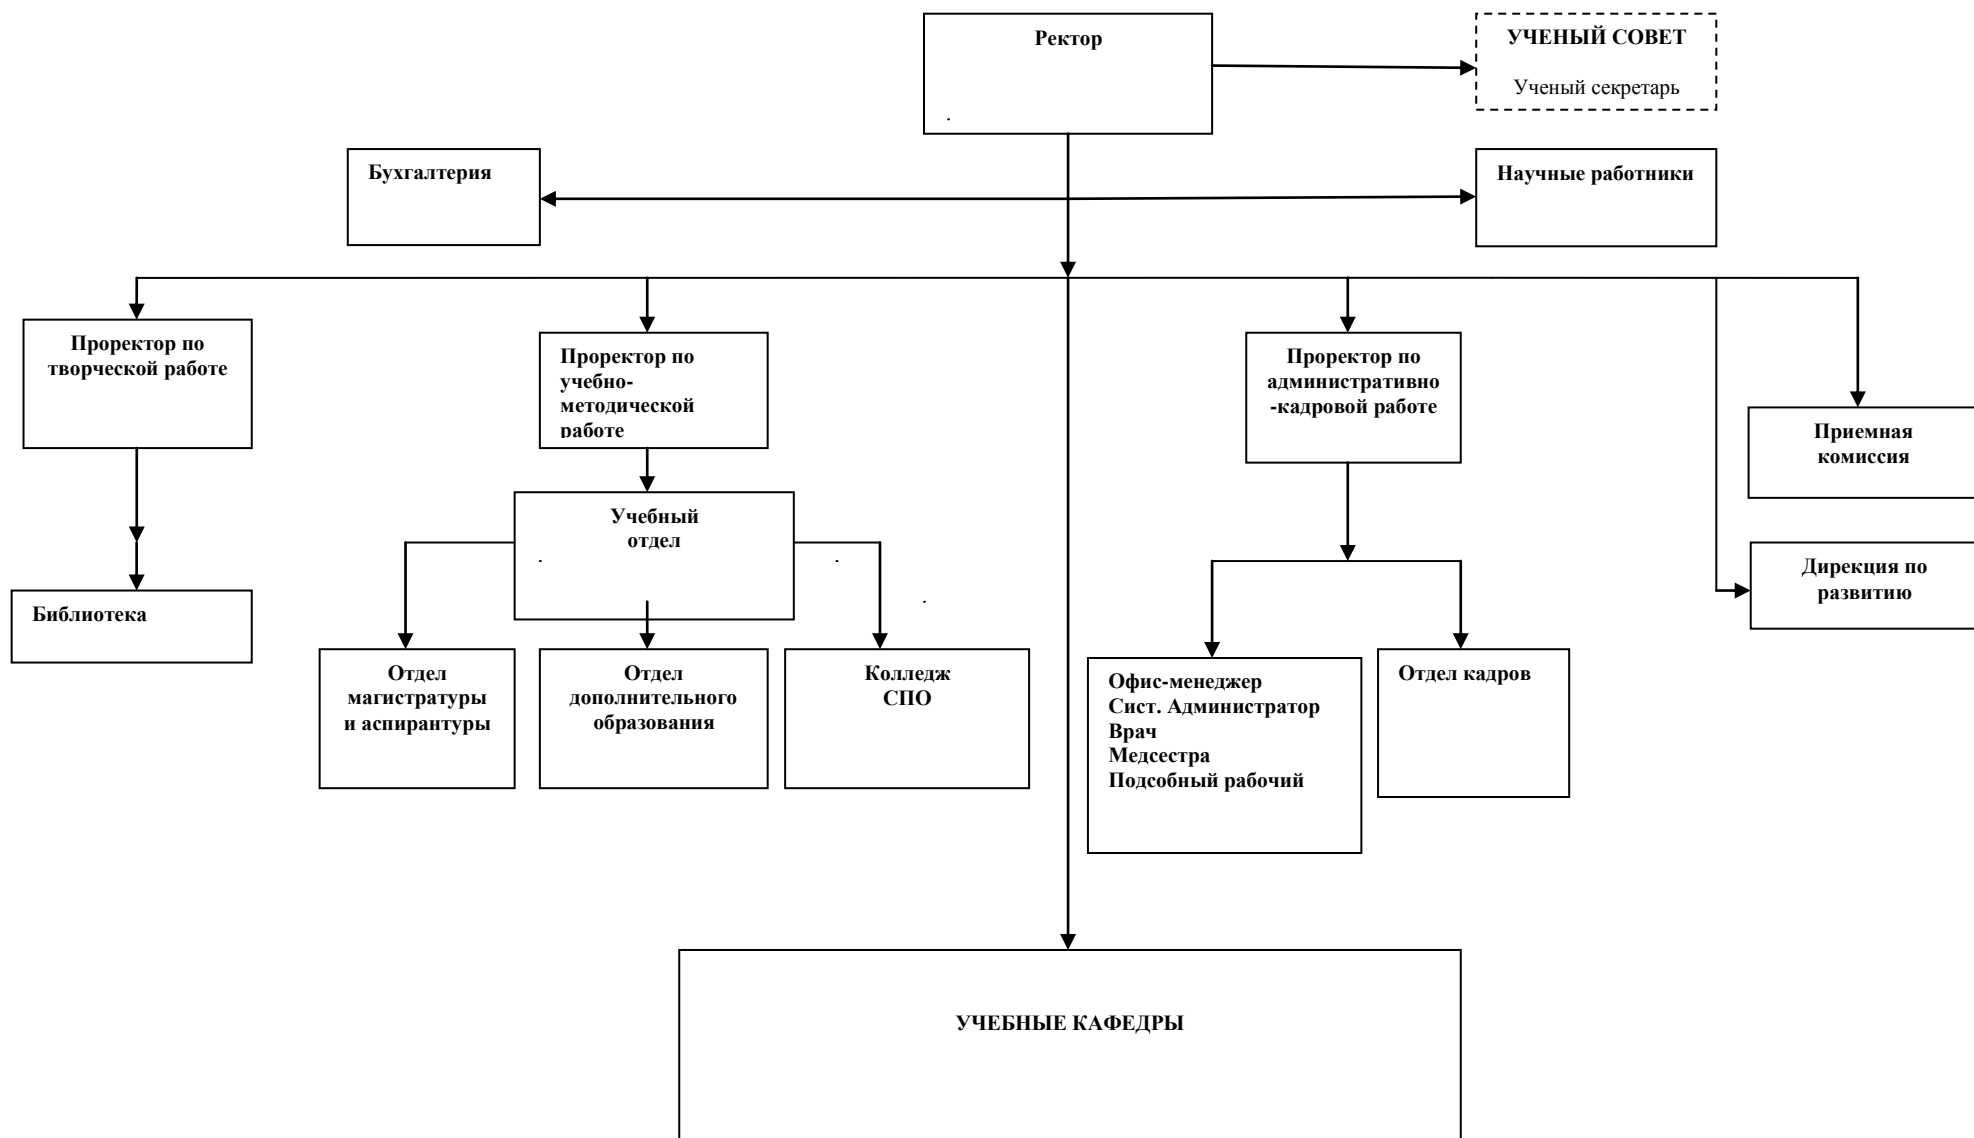 Ректор
УЧЕНЫЙ СОВЕТ
Ученый секретарь
Бухгалтерия
Научные работники
Проректор по
творческой работе
Проректор по
учебно-
методической
работе
Проректор по
административно
-кадровой работе
Приемная
комиссия
Учебный
отдел
Дирекция по
развитию
Библиотека
Отдел
магистратуры
и аспирантуры
Отдел
дополнительного
образования
Колледж
СПО
Офис-менеджер
Сист. Администратор
Врач
Медсестра
Подсобный рабочий
Отдел кадров
УЧЕБНЫЕ КАФЕДРЫ